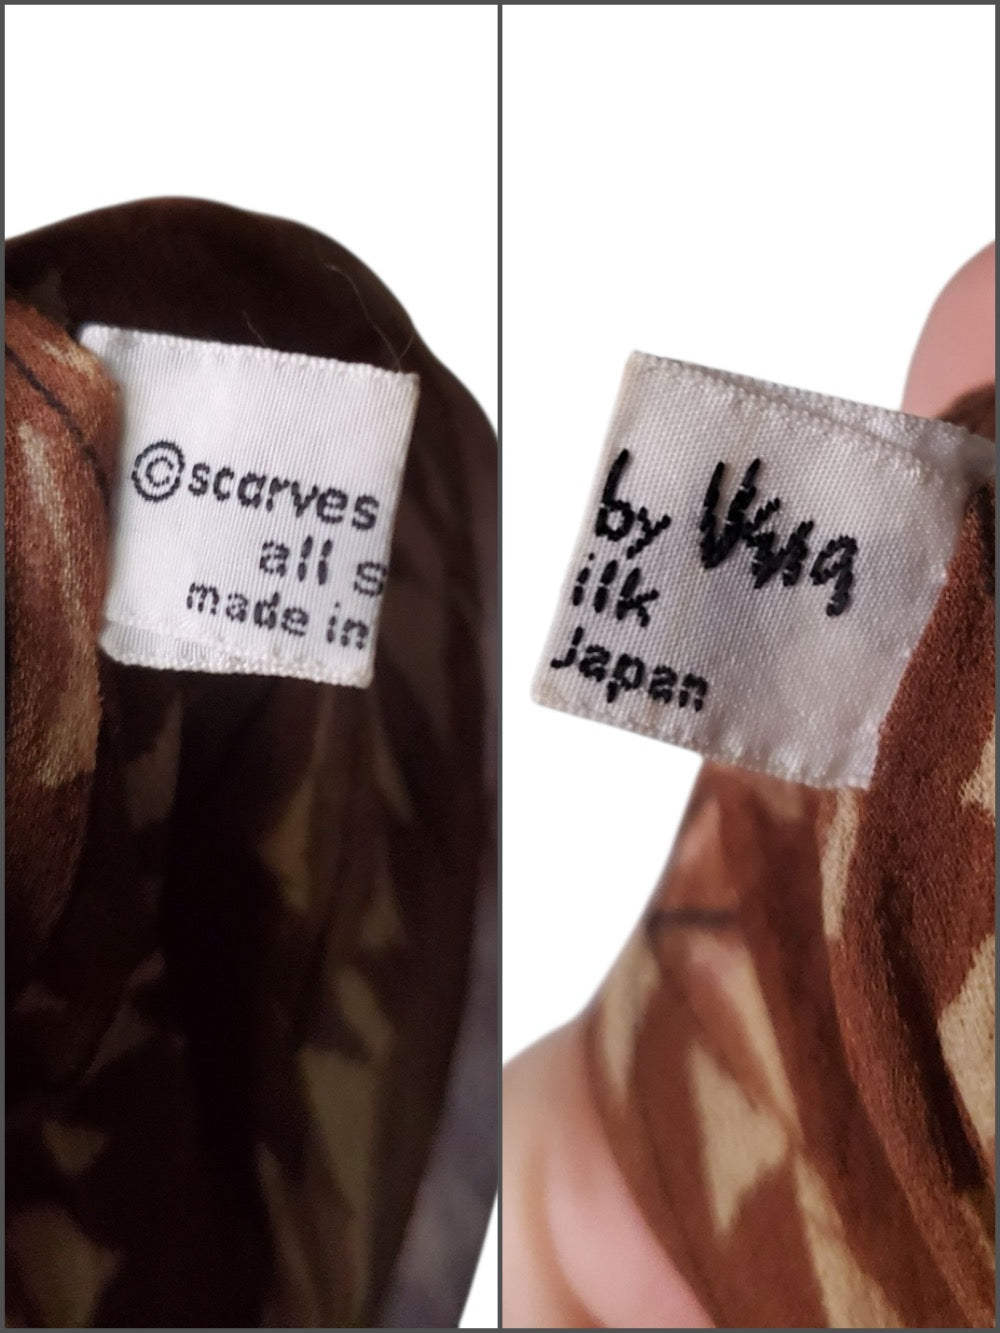 ©scarves
all s
made in
by Vera
ilk
Japan